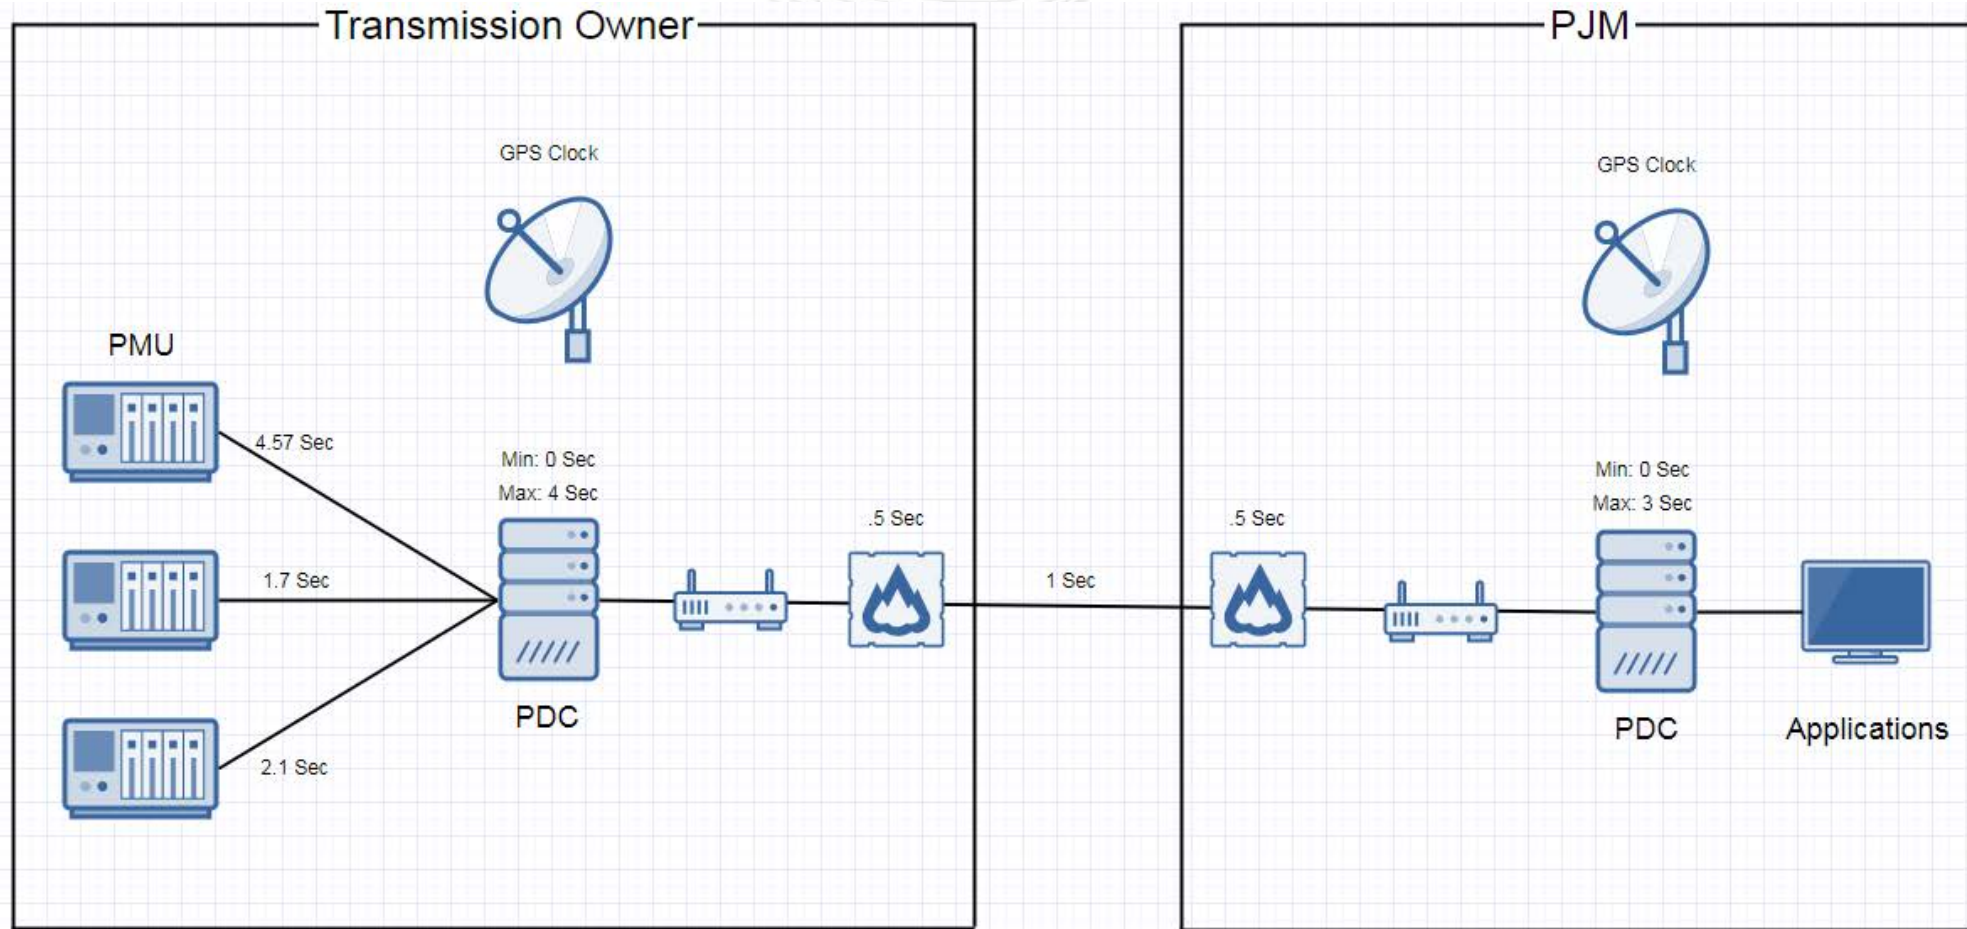 Transmission Owner
PJM
GPS Clock
GPS Clock
PMU
4.57 Sec
Min: 0 Sec
Max: 4 Sec
Min: 0 Sec
Max: 3 Sec
.5 Sec
.5 Sec
1.7 Sec
1 Sec
PDC
PDC
Applications
2.1 Sec